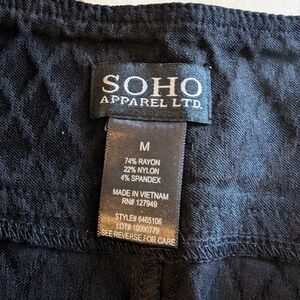 SOHO
APPAREL LTD.
M
74% RAYON
22% NYLON
4% SPANDEX
MADE IN VIETNAM
RN# 127949
STYLE# 6465106
LOT# 10000779
SEE REVERSE FOR CARE